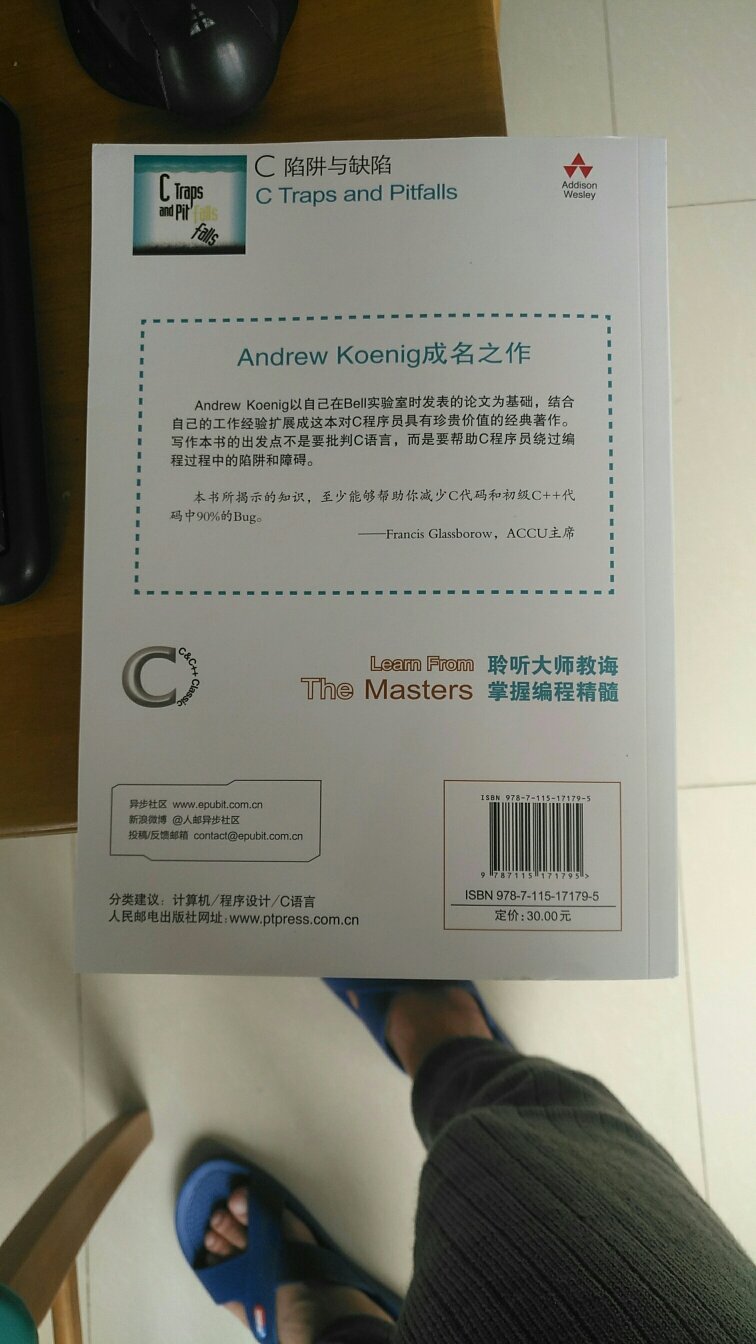 C Traps
and Pitfalls
falls
C 陷阱与缺陷
C Traps and Pitfalls
Addison
Wesley
Andrew Koenig成名之作
Andrew Koenig以自己在Bell实验室时发表的论文为基础，结合
自己的工作经验扩展成这本对C程序员具有珍贵价值的经典著作。
写作本书的出发点不是要批判C语言，而是要帮助C程序员绕过编
程过程中的陷阱和障碍。
本书所揭示的知识，至少能够帮助你减少C代码和初级C++代
码中90%的Bug。
——Francis Glassborow，ACCU主席
C
C&C++ Classic
Learn From
The Masters
聆听大师教诲
掌握编程精髓
异步社区 www.epubit.com.cn
新浪微博 @人邮异步社区
投稿/反馈邮箱 contact@epubit.com.cn
分类建议：计算机/程序设计/C语言
人民邮电出版社网址：www.ptpress.com.cn
ISBN 978-7-115-17179-5
9 787115 171795 >
ISBN 978-7-115-17179-5
定价：30.00元